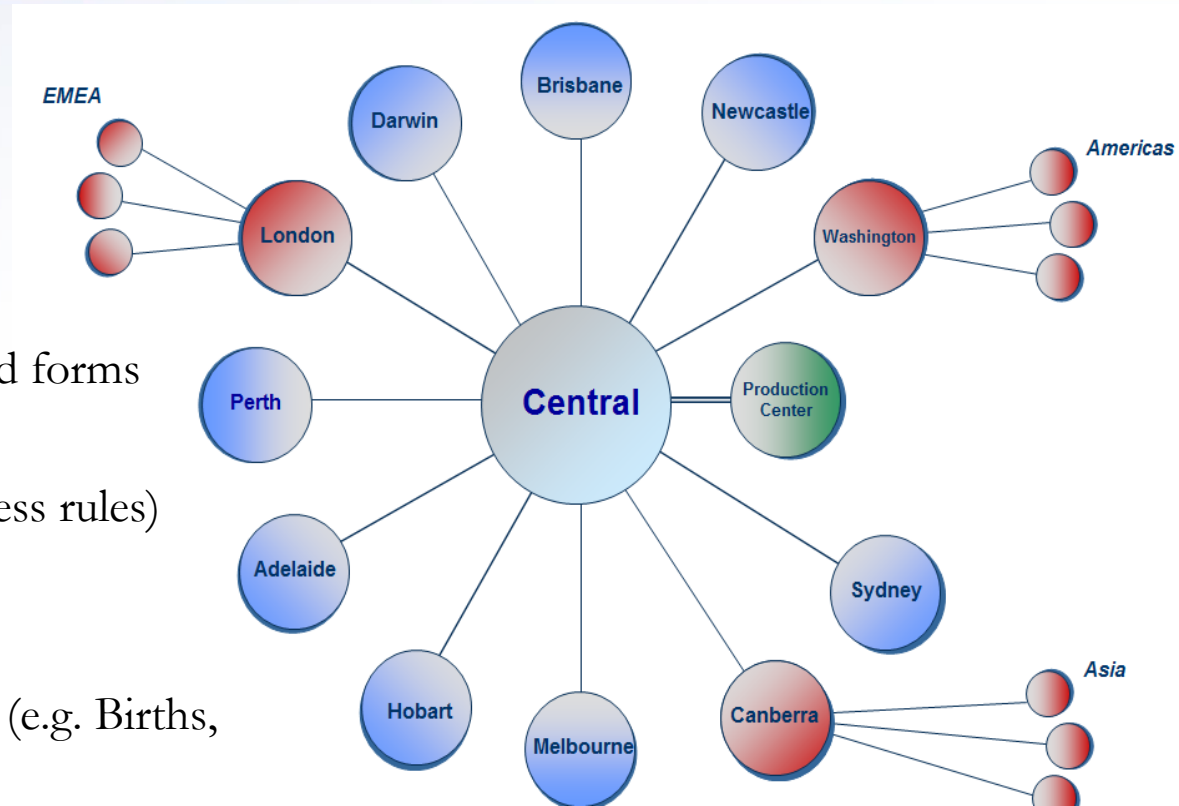 Brisbane
EMEA
Darwin
Newcastle
Americas
London
Washington
d forms
Perth
Central
Production
Center
ess rules)
Adelaide
Sydney
Asia
Hobart
(e.g. Births,
Canberra
Melbourne